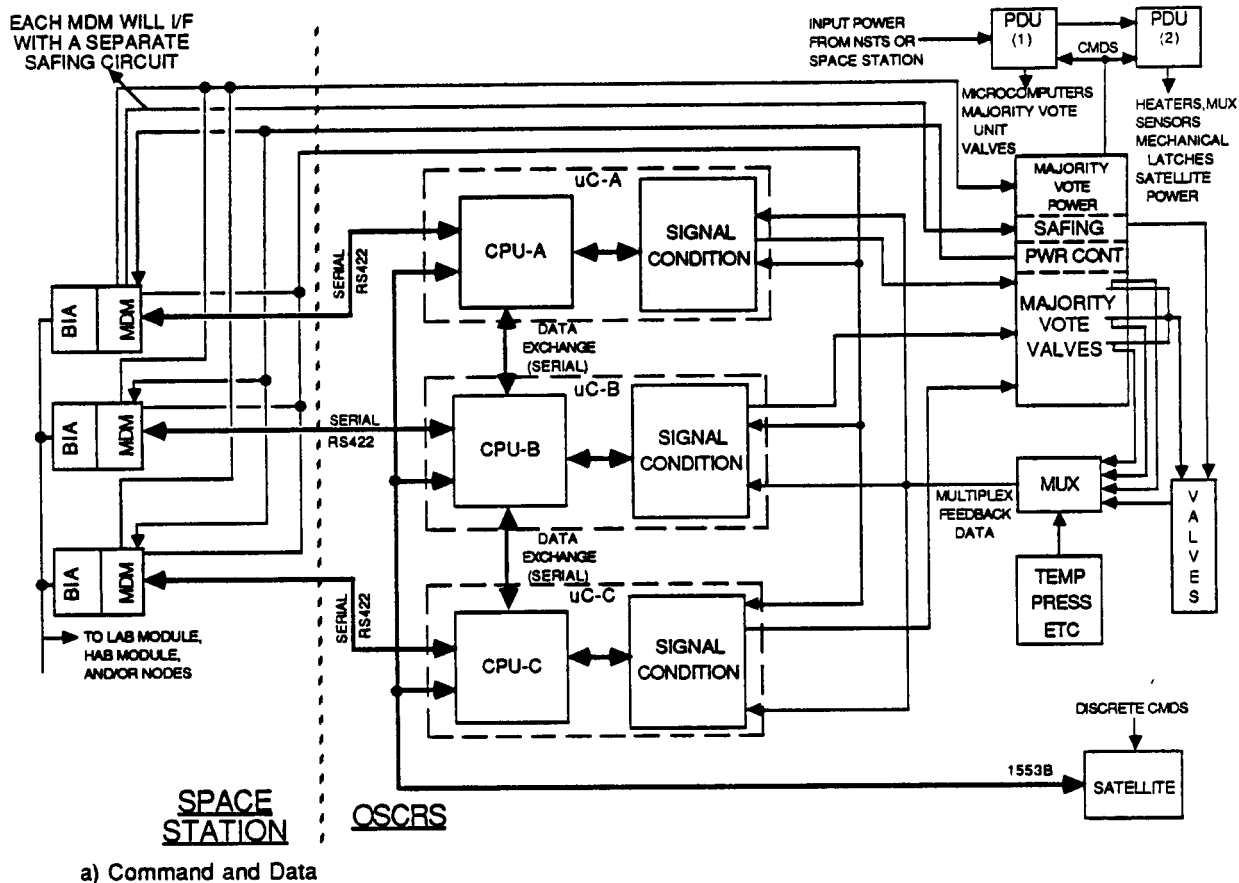 EACH MDM WILL I/F
WITH A SEPARATE
SAFING CIRCUIT
INPUT POWER
FROM NSTS OR
SPACE STATION
PDU
(1)
PDU
(2)
CMDS
MICROCOMPUTERS
MAJORITY VOTE
UNIT
VALVES
HEATERS, MUX
SENSORS
MECHANICAL
LATCHES
SATELLITE
POWER
MAJORITY
VOTE
POWER
SAFING
PWR CONT
MAJORITY
VOTE
VALVES
uC-A
CPU-A
SIGNAL
CONDITION
SERIAL
RS422
BIA
MDM
DATA
EXCHANGE
(SERIAL)
uC-B
CPU-B
SIGNAL
CONDITION
SERIAL
RS422
BIA
MDM
MULTIPLEX
FEEDBACK
DATA
MUX
VALVES
TEMP
PRESS
ETC
DATA
EXCHANGE
(SERIAL)
uC-C
CPU-C
SIGNAL
CONDITION
SERIAL
RS422
BIA
MDM
TO LAB MODULE,
HAB MODULE,
AND/OR NODES
DISCRETE CMDS
1553B
SATELLITE
SPACE
STATION
OSCRS
a) Command and Data